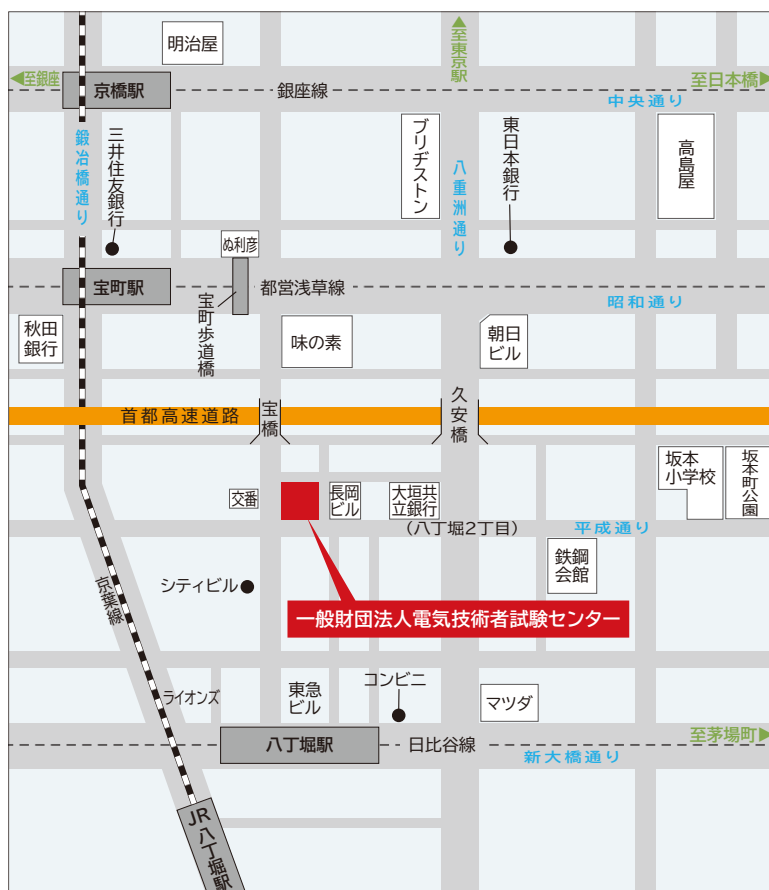 明治屋
至東京駅
至銀座
京橋駅
銀座線
至日本橋
中央通り
鍛冶橋通り
三井住友銀行
ブリヂストン
八重洲通り
東日本銀行
高島屋
ぬ利彦
宝町駅
都営浅草線
昭和通り
宝町歩道橋
秋田
銀行
味の素
朝日
ビル
首都高速道路
宝橋
久安橋
坂本
小学校
坂本町公園
交番
長岡
ビル
大垣共
立銀行
(八丁堀2丁目)
平成通り
鉄鋼
会館
シティビル
京葉線
一般財団法人電気技術者試験センター
ライオンズ
東急
ビル
コンビニ
マツダ
八丁堀駅
日比谷線
至茅場町
新大橋通り
JR八丁堀駅